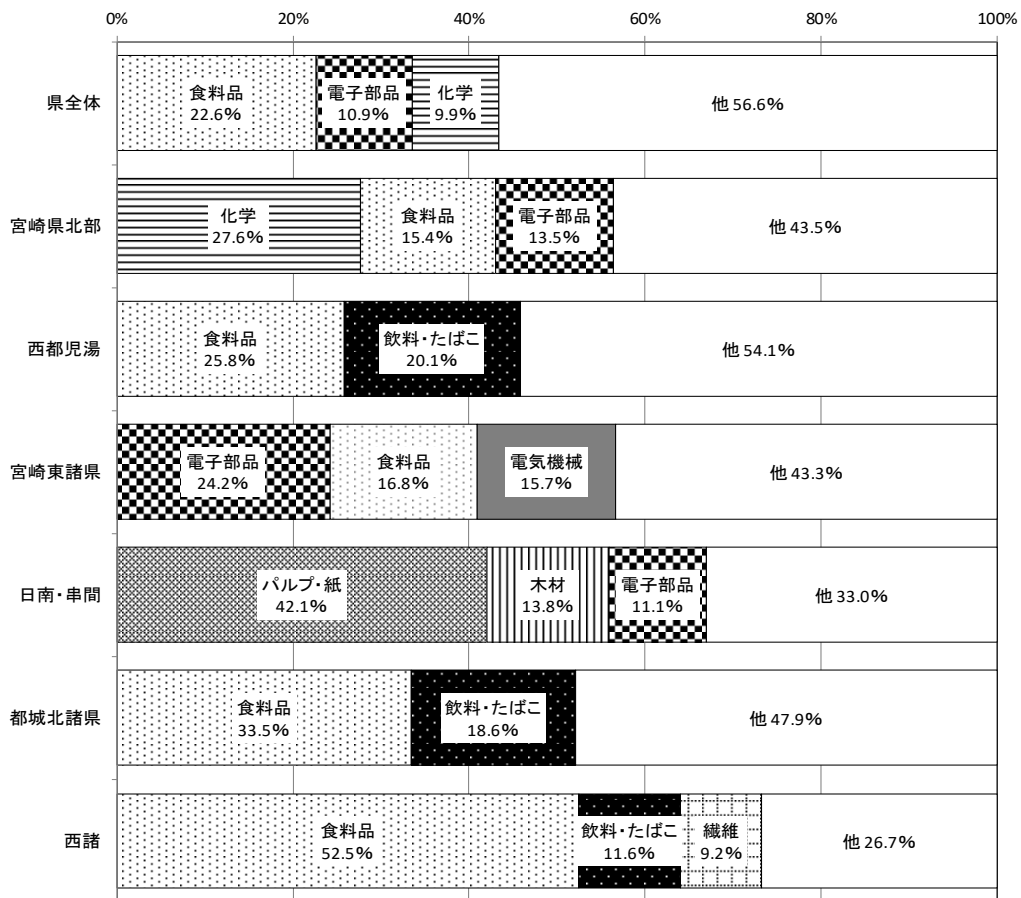 0%
20%
40%
60%
80%
100%
県全体
食料品
22.6%
電子部品
10.9%
化学
9.9%
他 56.6%
宮崎県北部
化学
27.6%
食料品
15.4%
電子部品
13.5%
他 43.5%
西都児湯
食料品
25.8%
飲料・たばこ
20.1%
他 54.1%
宮崎東諸県
電子部品
24.2%
食料品
16.8%
電気機械
15.7%
他 43.3%
日南・串間
パルプ・紙
42.1%
木材
13.8%
電子部品
11.1%
他 33.0%
都城北諸県
食料品
33.5%
飲料・たばこ
18.6%
他 47.9%
西諸
食料品
52.5%
飲料・たばこ
11.6%
繊維
9.2%
他 26.7%